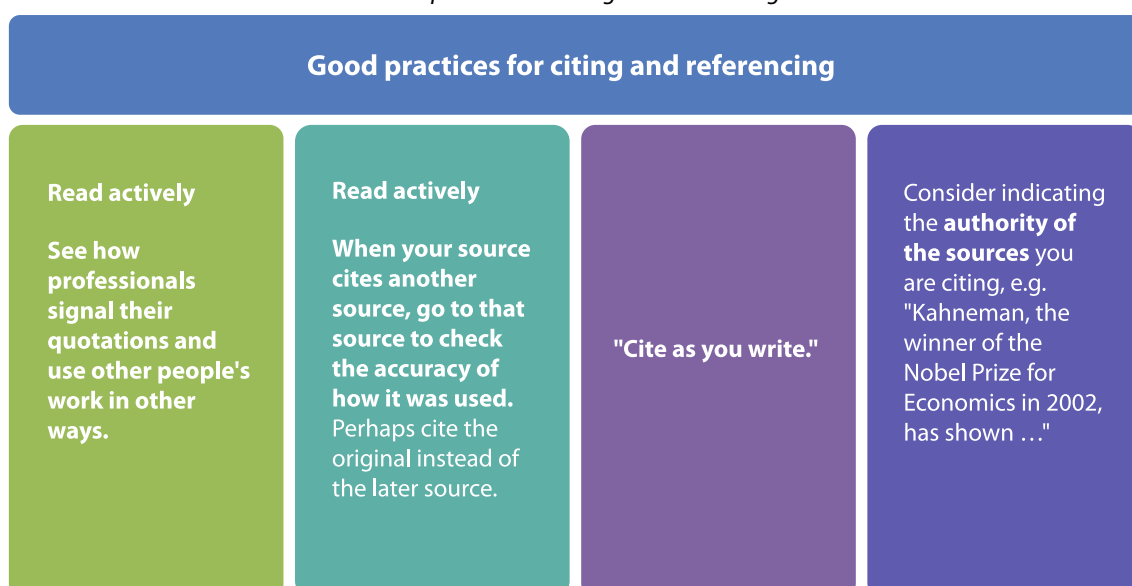 Good practices for citing and referencing
Read actively
See how
professionals
signal their
quotations and
use other people's
work in other
ways.
Read actively
When your source
cites another
source, go to that
source to check
the accuracy of
how it was used.
Perhaps cite the
original instead of
the later source.
"Cite as you write."
Consider indicating
the authority of
the sources you
are citing, e.g.
"Kahneman, the
winner of the
Nobel Prize for
Economics in 2002,
has shown …"